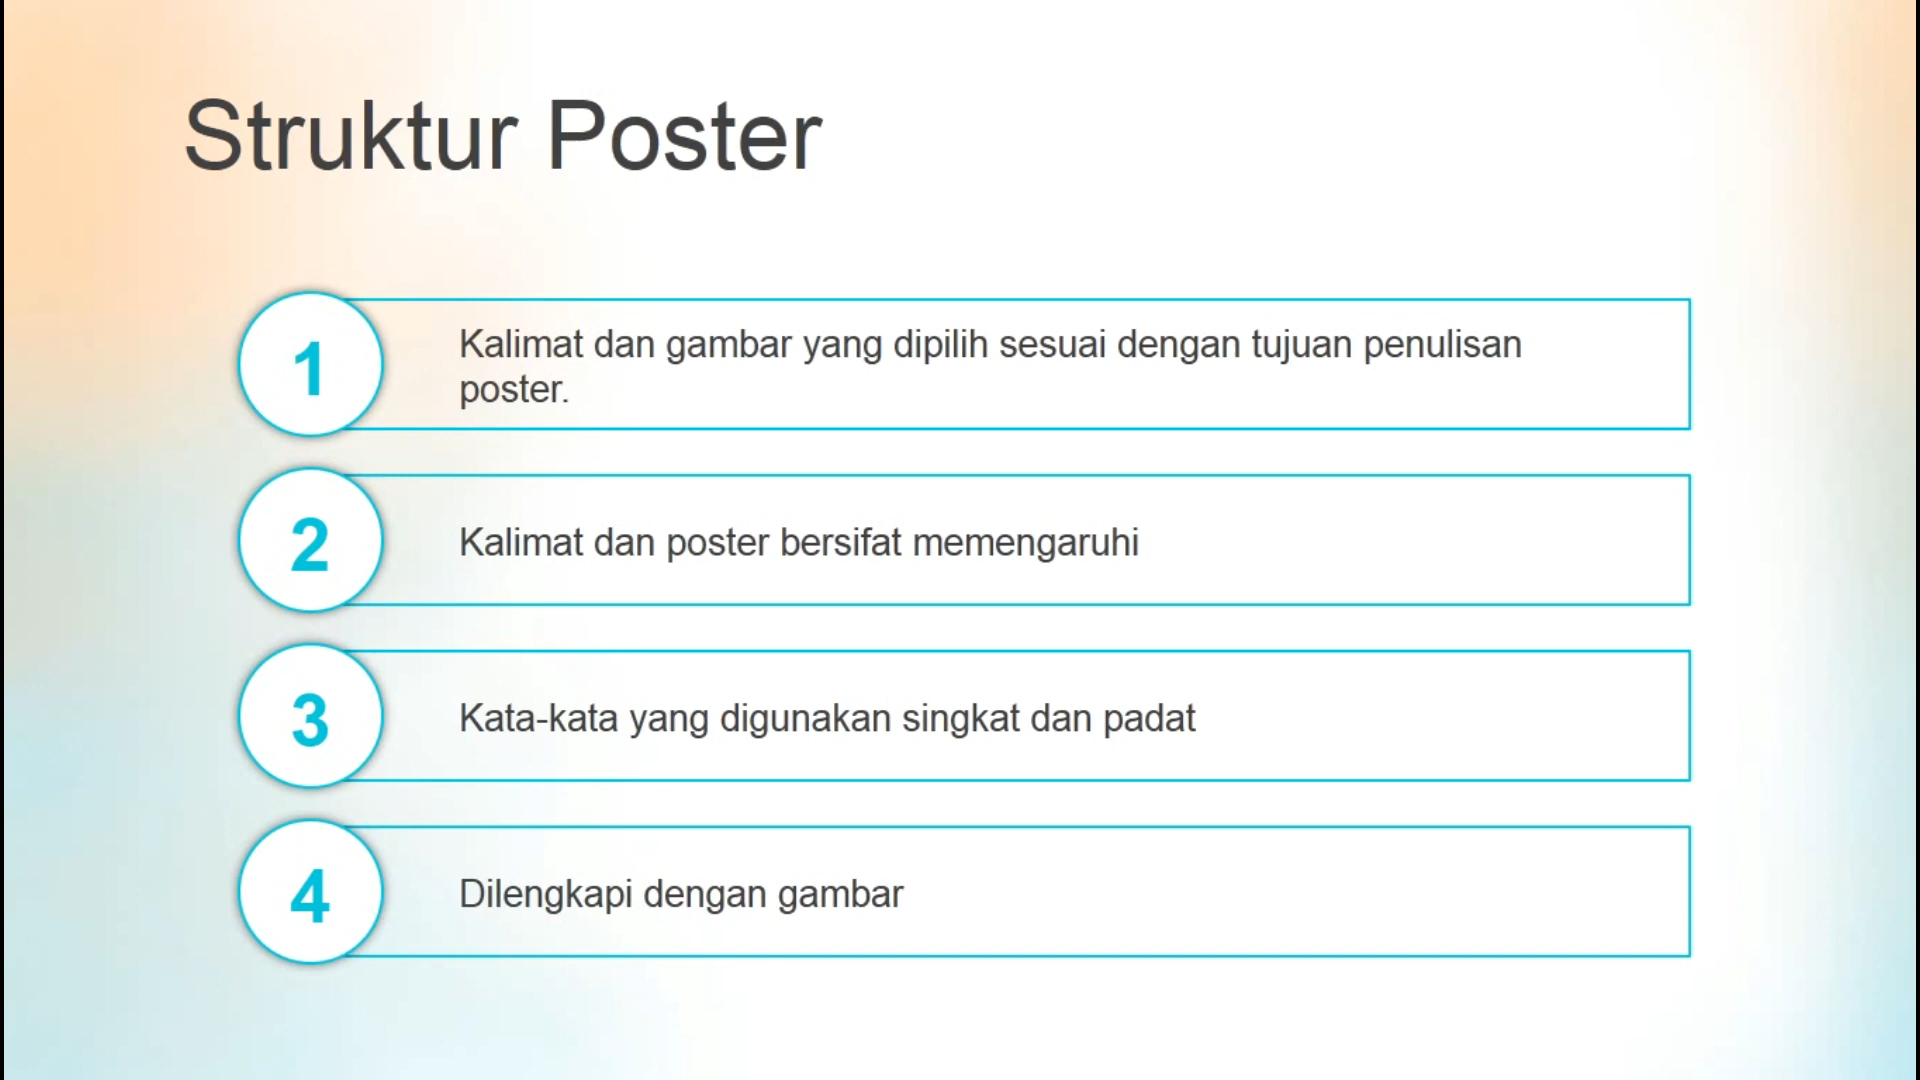 Struktur Poster
1
Kalimat dan gambar yang dipilih sesuai dengan tujuan penulisan
poster.
2
Kalimat dan poster bersifat memengaruhi
3
Kata-kata yang digunakan singkat dan padat
4
Dilengkapi dengan gambar